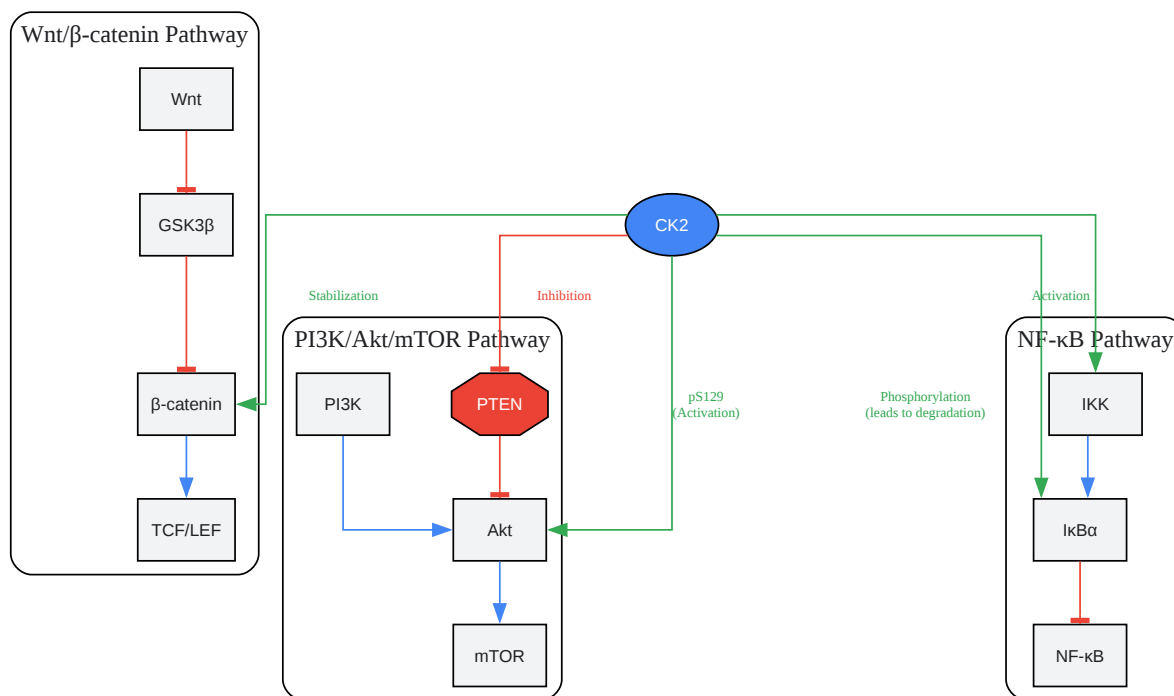 Wnt/β-catenin Pathway
Wnt
GSK3β
CK2
Stabilization
Inhibition
Activation
PI3K/Akt/mTOR Pathway
NF-κB Pathway
β-catenin
PI3K
PTEN
pS129
(Activation)
Phosphorylation
(leads to degradation)
IKK
TCF/LEF
Akt
IκBα
mTOR
NF-κB